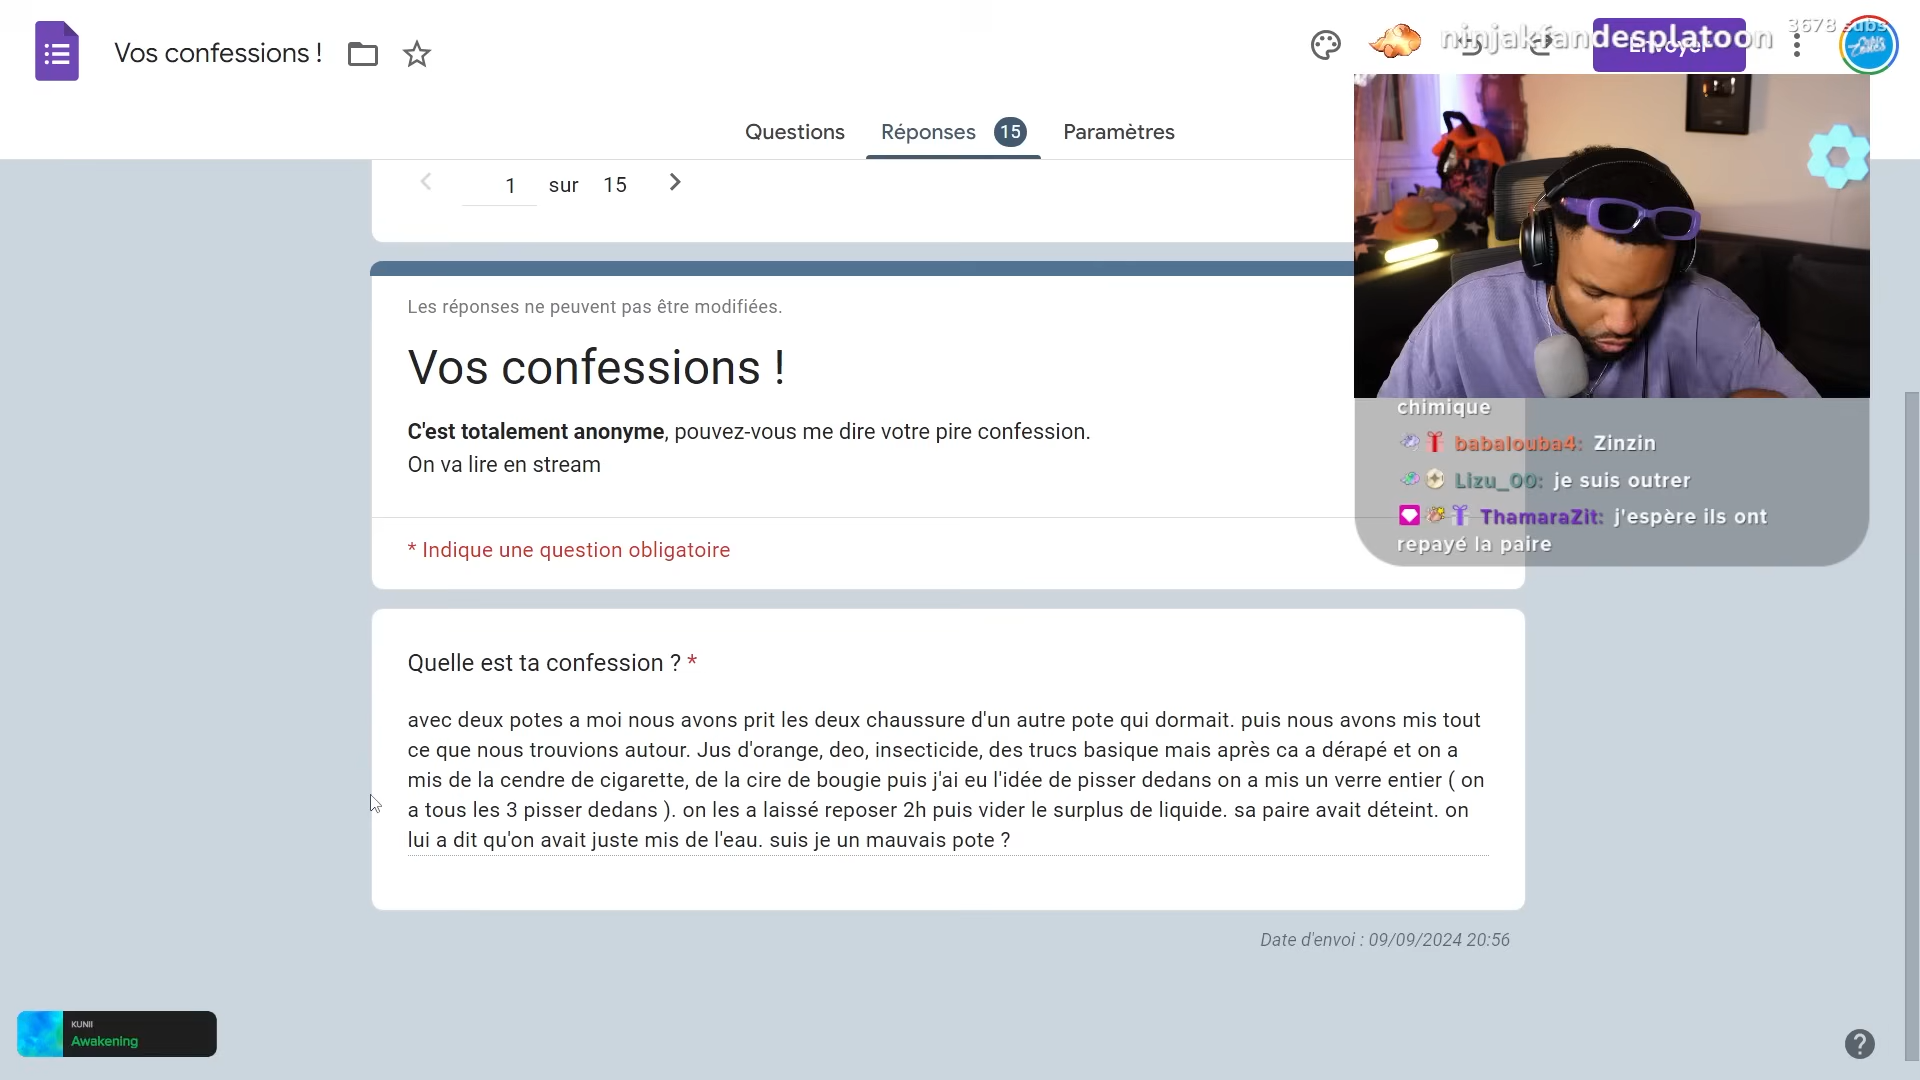 Vos confessions !
ninjakfandesplatoon
3678 subs
Envoyer
Questions
Réponses 15
Paramètres
1 sur 15
Les réponses ne peuvent pas être modifiées.
Vos confessions !
C'est totalement anonyme, pouvez-vous me dire votre pire confession.
On va lire en stream
* Indique une question obligatoire
chimique
babalouba4: Zinzin
Lizu_00: je suis outrer
ThamaraZit: j'espère ils ont
repayé la paire
Quelle est ta confession ? *
avec deux potes a moi nous avons prit les deux chaussure d'un autre pote qui dormait. puis nous avons mis tout
ce que nous trouvions autour. Jus d'orange, deo, insecticide, des trucs basique mais après ca a dérapé et on a
mis de la cendre de cigarette, de la cire de bougie puis j'ai eu l'idée de pisser dedans on a mis un verre entier ( on
a tous les 3 pisser dedans ). on les a laissé reposer 2h puis vider le surplus de liquide. sa paire avait déteint. on
lui a dit qu'on avait juste mis de l'eau. suis je un mauvais pote ?
Date d'envoi : 09/09/2024 20:56
KUNII
Awakening